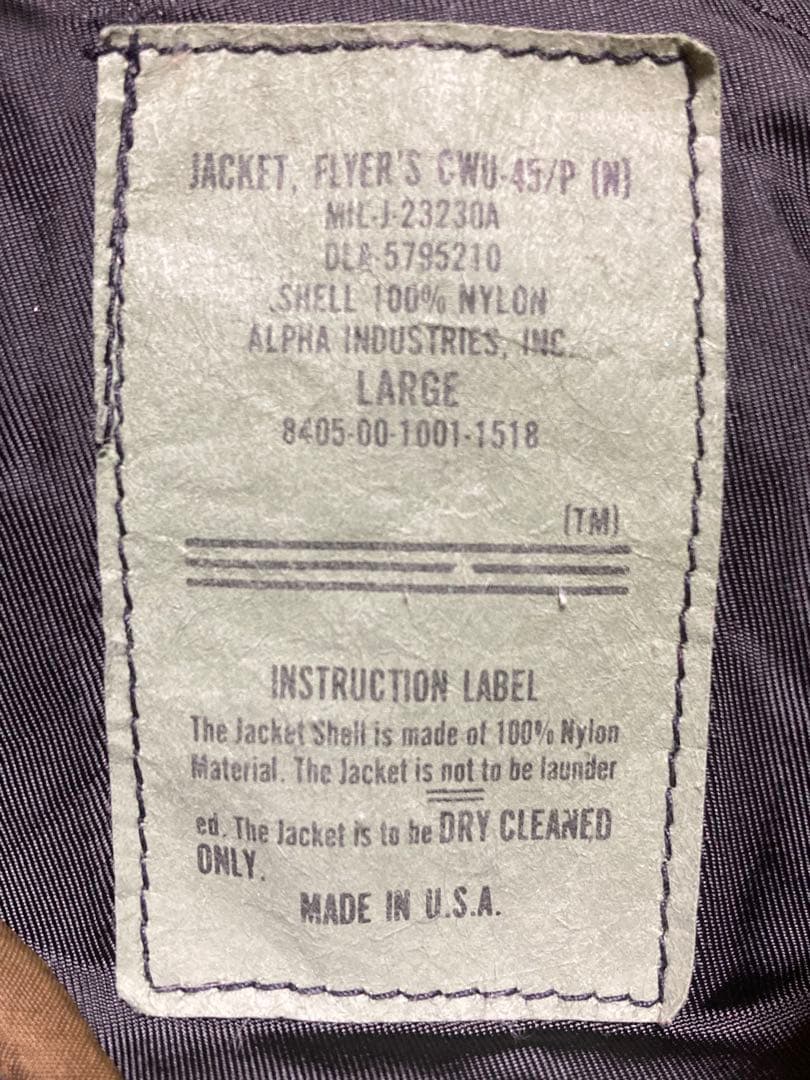 JACKET, FLYER'S CWU-45/P (N)
MIL-J-23230A
DLA-5795210
SHELL 100% NYLON
ALPHA INDUSTRIES, INC.
LARGE
8405-00-1001-1518
(TM)
INSTRUCTION LABEL
The Jacket Shell is made of 100% Nylon
Material. The Jacket is not to be launder
ed. The Jacket is to be DRY CLEANED
ONLY.
MADE IN U.S.A.